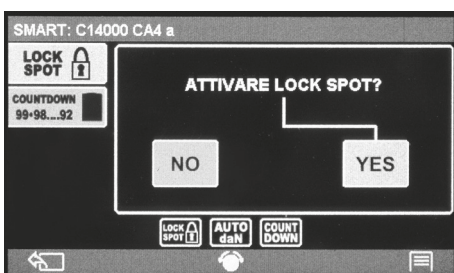 SMART: C14000 CA4 a
LOCK
SPOT
COUNTDOWN
99•98....92
ATTIVARE LOCK SPOT?
NO
YES
LOCK
SPOT
AUTO
daN
COUNT
DOWN